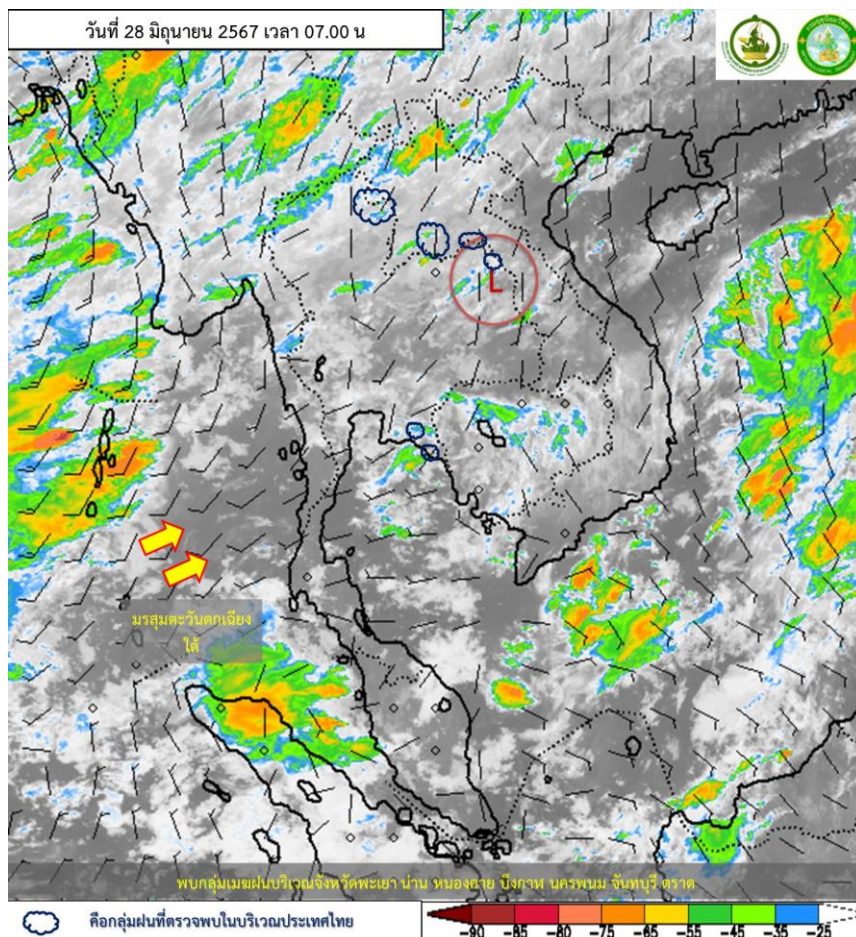 วันที่ 28 มิถุนายน 2567 เวลา 07.00 น
L
มรสุมตะวันตกเฉียง
ใต้
พบกลุ่มเมฆฝนบริเวณจังหวัดพะเยา น่าน หนองคาย บึงกาฬ นครพนม จันทบุรี ตราด
คือกลุ่มฝนที่ตรวจพบในบริเวณประเทศไทย
-90 -85 -80 -75 -65 -55 -45 -35 -25